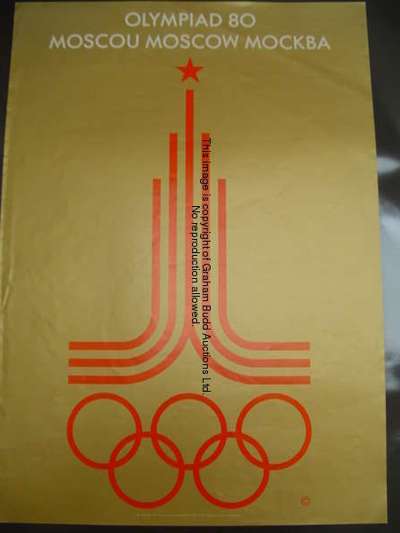 OLYMPIAD 80
MOSCOU MOSCOW МОСКВА
This image is copyright of Graham Budd Auctions Ltd.
No reproduction allowed.
©